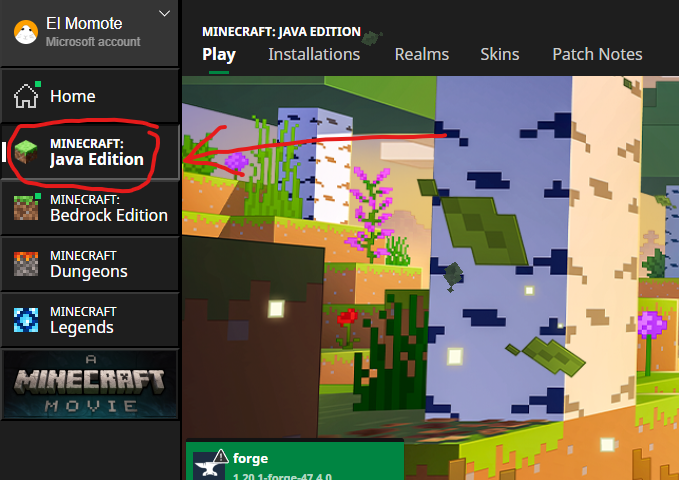 El Momote
Microsoft account
Home
MINECRAFT:
Java Edition
MINECRAFT:
Bedrock Edition
MINECRAFT
Dungeons
MINECRAFT
Legends
A
MINECRAFT
MOVIE
MINECRAFT: JAVA EDITION
Play Installations Realms Skins Patch Notes
forge
1.20.1-forge-47.4.0